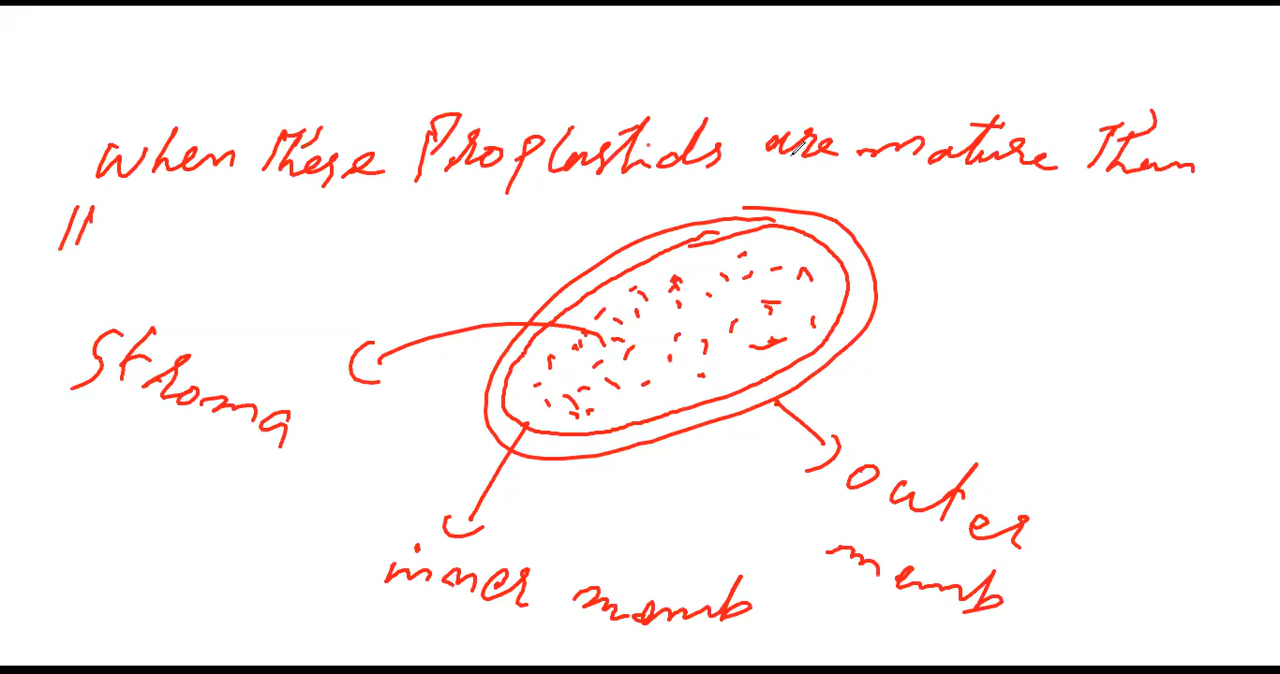 when these Proplastids are mature Then
"
Stroma
outer
memb
inner memb